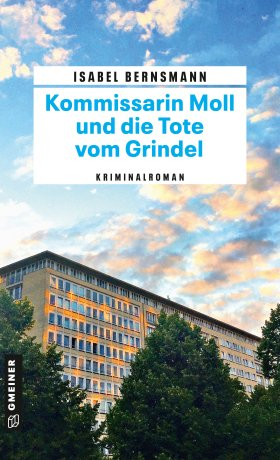 ISABEL BERNSMANN
Kommissarin Moll
und die Tote
vom Grindel
KRIMINALROMAN
GMEINER